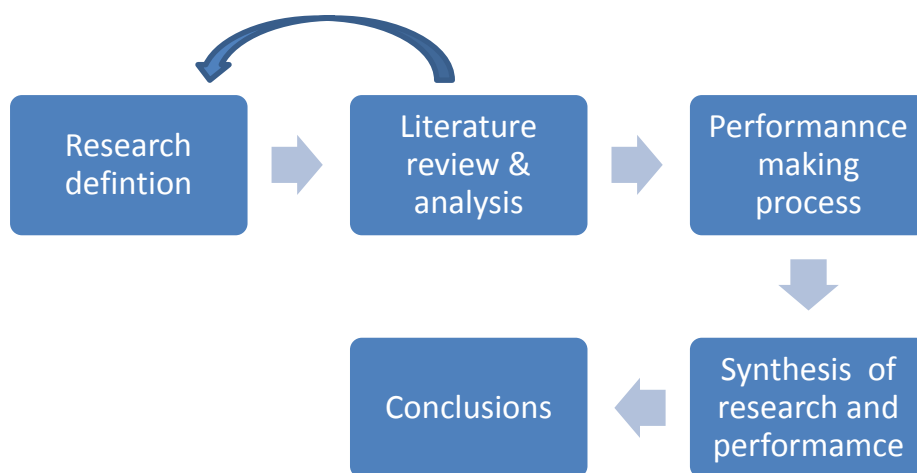 Research
defintion
Literature
review &
analysis
Performannce
making
process
Synthesis of
research and
performamce
Conclusions